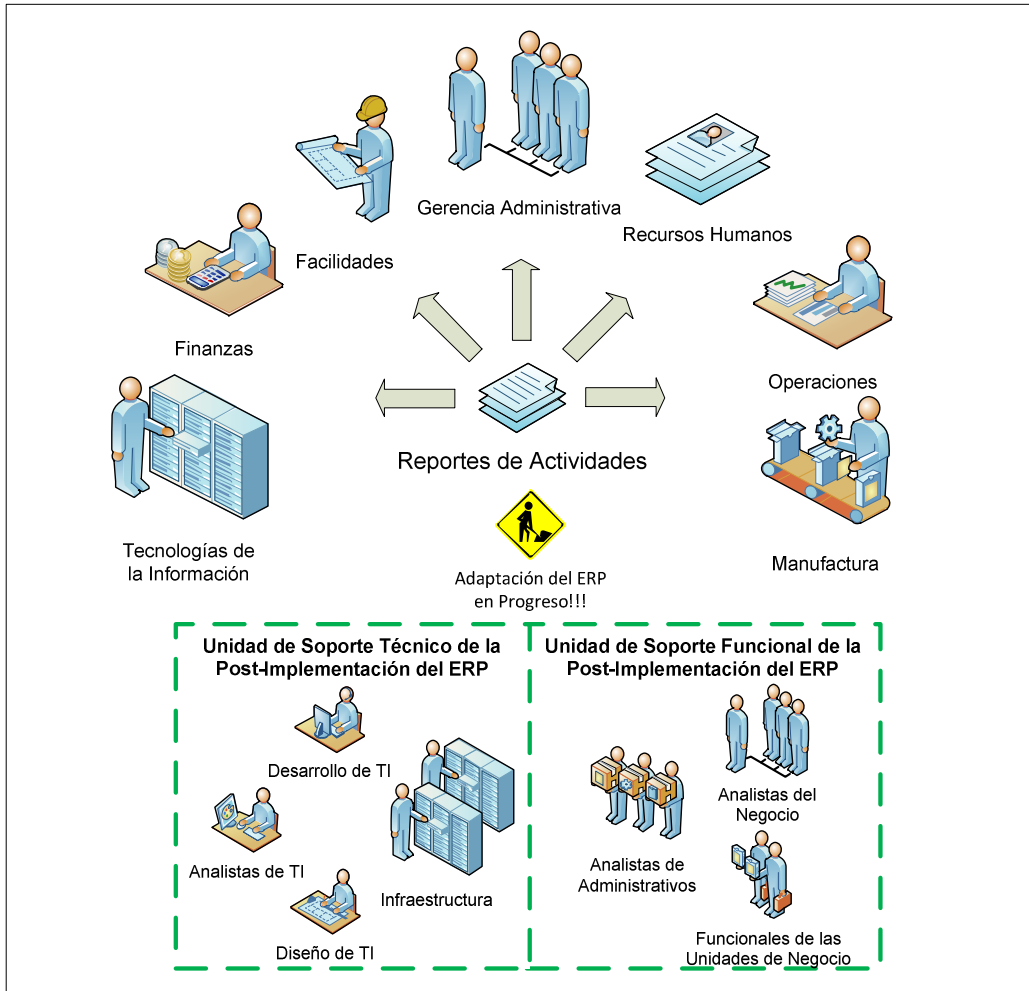 Gerencia Administrativa
Recursos Humanos
Facilidades
Finanzas
Operaciones
Reportes de Actividades
Tecnologías de
la Información
Manufactura
Adaptación del ERP
en Progreso!!!
Unidad de Soporte Técnico de la
Post-Implementación del ERP
Desarrollo de TI
Analistas de TI
Infraestructura
Diseño de TI
Unidad de Soporte Funcional de la
Post-Implementación del ERP
Analistas del
Negocio
Analistas de
Administrativos
Funcionales de las
Unidades de Negocio